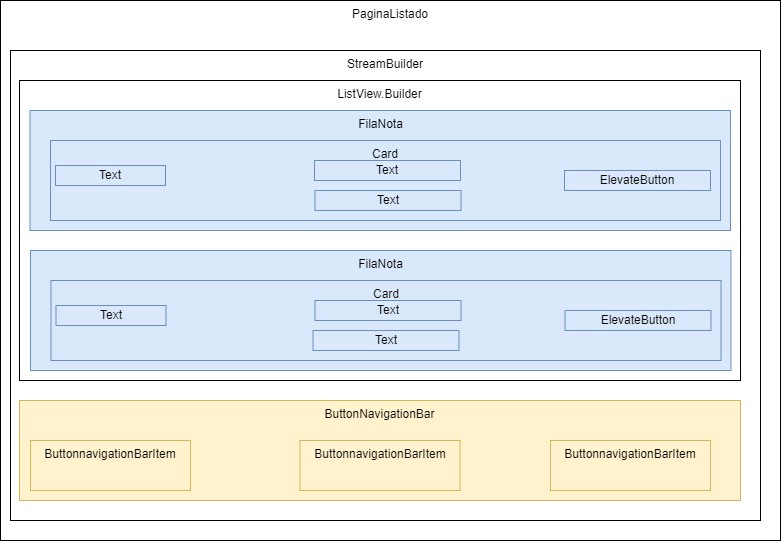 PaginaListado
StreamBuilder
ListView.Builder
FilaNota
Card
Text
Text
Text
ElevateButton
FilaNota
Card
Text
Text
Text
ElevateButton
ButtonNavigationBar
ButtonnavigationBarItem
ButtonnavigationBarItem
ButtonnavigationBarItem